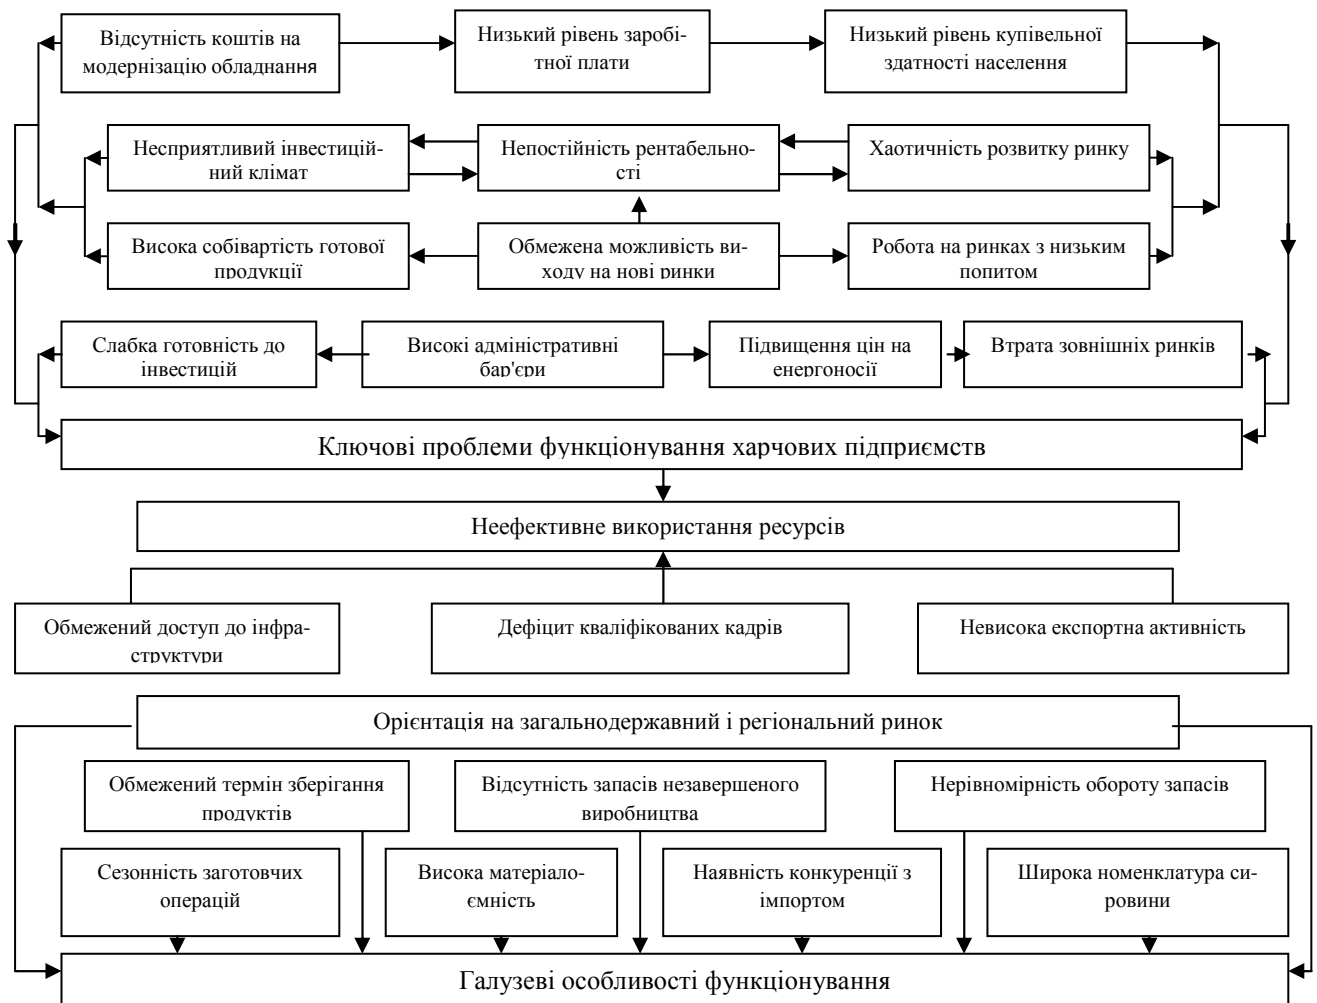 Відсутність коштів на
модернізацію обладнання
Низький рівень заробі-
тної плати
Низький рівень купівельної
здатності населення
Несприятливий інвестицій-
ний клімат
Непостійність рентабельно-
сті
Хаотичність розвитку ринку
Висока собівартість готової
продукції
Обмежена можливість ви-
ходу на нові ринки
Робота на ринках з низьким
попитом
Слабка готовність до
інвестицій
Високі адміністративні
бар'єри
Підвищення цін на
енергоносії
Втрата зовнішніх ринків
Ключові проблеми функціонування харчових підприємств
Неефективне використання ресурсів
Обмежений доступ до інфра-
структури
Дефіцит кваліфікованих кадрів
Невисока експортна активність
Орієнтація на загальнодержавний і регіональний ринок
Обмежений термін зберігання
продуктів
Відсутність запасів незавершеного
виробництва
Нерівномірність обороту запасів
Сезонність заготовчих
операцій
Висока матеріало-
ємність
Наявність конкуренції з
імпортом
Широка номенклатура си-
ровини
Галузеві особливості функціонування